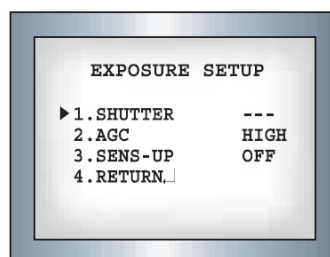 EXPOSURE SETUP
▶1.SHUTTER ---
2.AGC HIGH
3.SENS-UP OFF
4.RETURN↵